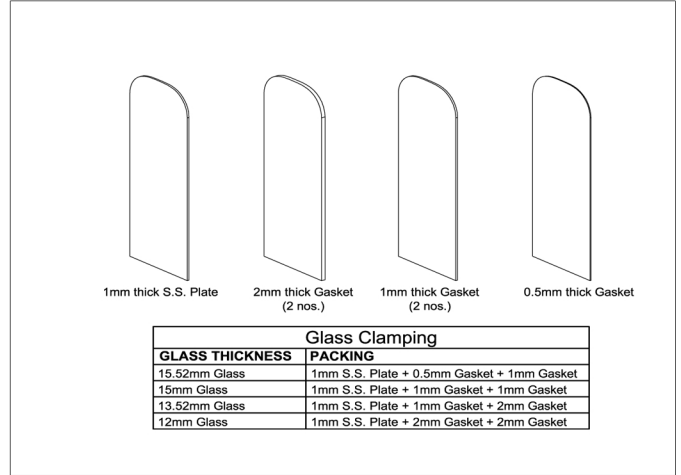 1mm thick S.S. Plate
2mm thick Gasket
(2 nos.)
1mm thick Gasket
(2 nos.)
0.5mm thick Gasket
Glass Clamping
GLASS THICKNESS PACKING
15.52mm Glass 1mm S.S. Plate + 0.5mm Gasket + 1mm Gasket
15mm Glass 1mm S.S. Plate + 1mm Gasket + 1mm Gasket
13.52mm Glass 1mm S.S. Plate + 1mm Gasket + 2mm Gasket
12mm Glass 1mm S.S. Plate + 2mm Gasket + 2mm Gasket